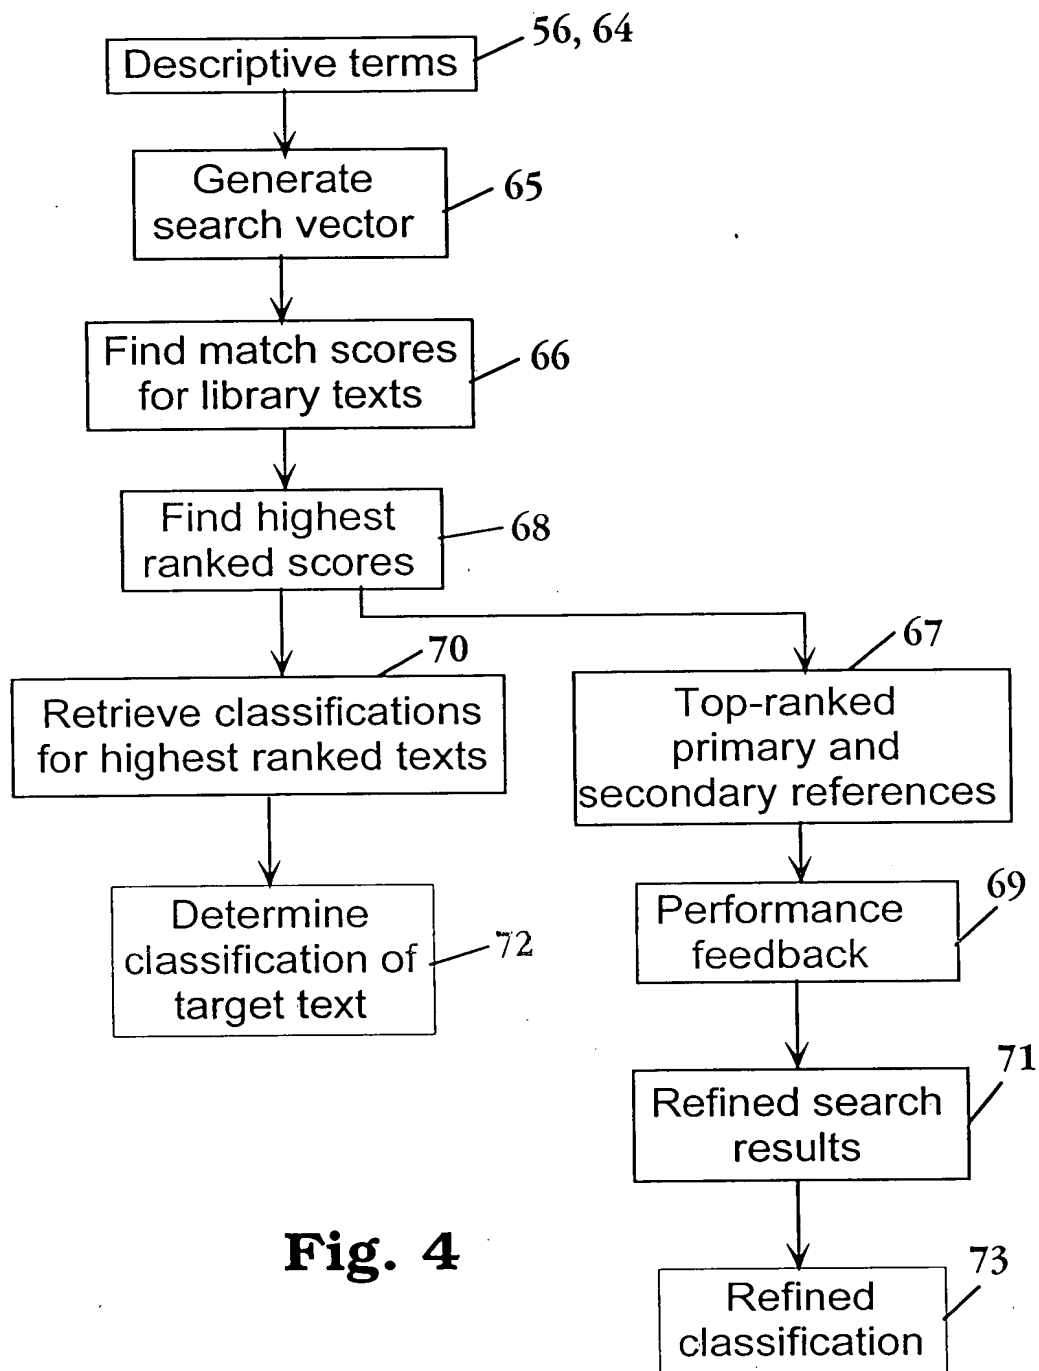 56, 64
Descriptive terms
Generate
search vector
65
Find match scores
for library texts
66
Find highest
ranked scores
68
70
Retrieve classifications
for highest ranked texts
67
Top-ranked
primary and
secondary references
Determine
classification of
target text
72
69
Performance
feedback
71
Refined search
results
73
Refined
classification
Fig. 4